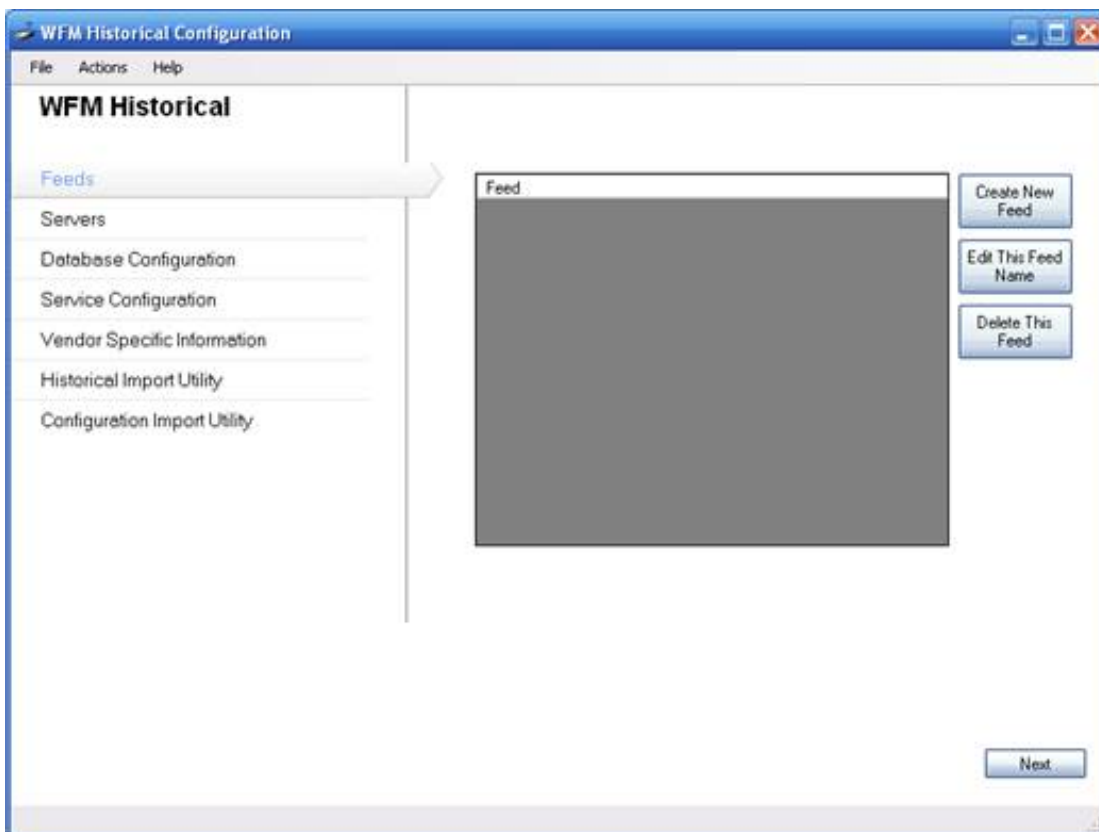 WFM Historical Configuration
File Actions Help
WFM Historical
Feeds
Servers
Database Configuration
Service Configuration
Vendor Specific Information
Historical Import Utility
Configuration Import Utility
Feed
Create New
Feed
Edit This Feed
Name
Delete This
Feed
Next